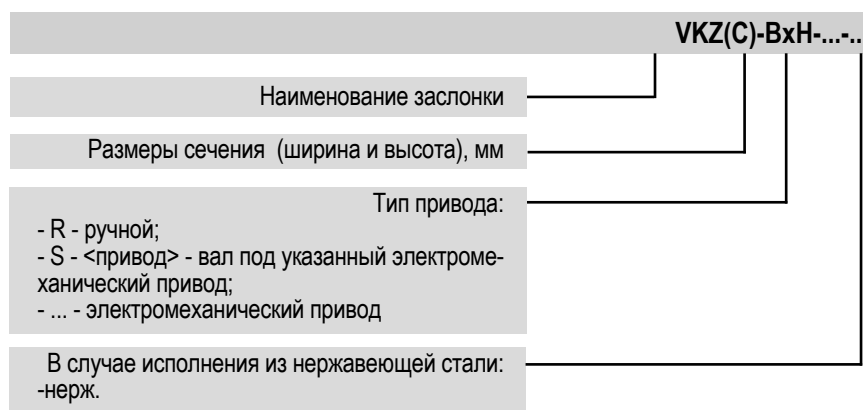 VKZ(C)-BxH-...-..
Наименование заслонки
Размеры сечения (ширина и высота), мм
Тип привода:
- R - ручной;
- S - <привод> - вал под указанный электроме-
ханический привод;
- ... - электромеханический привод
В случае исполнения из нержавеющей стали:
-нерж.